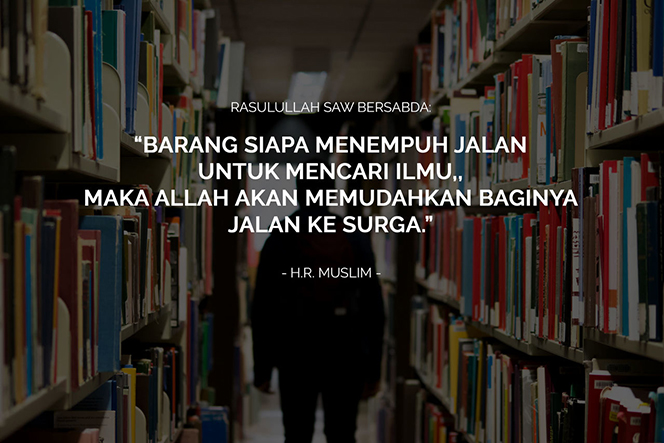 RASULULLAH SAW BERSABDA:
“BARANG SIAPA MENEMPUH JALAN
UNTUK MENCARI ILMU,,
MAKA ALLAH AKAN MEMUDAHKAN BAGINYA
JALAN KE SURGA.”
- H.R. MUSLIM -